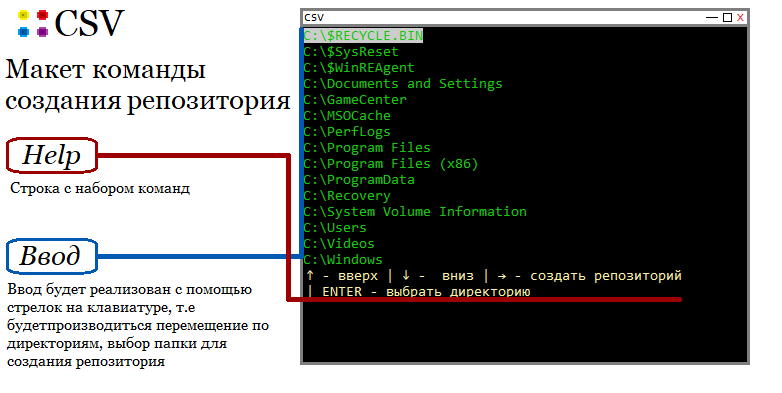 CSV
Макет команды
создания репозитория
Help
Строка с набором команд
Ввод
Ввод будет реализован с помощью
стрелок на клавиатуре, т.е
будетпроизводиться перемещение по
директориям, выбор папки для
создания репозитория
CSV
C:\$RECYCLE.BIN
C:\$SysReset
C:\$WinREAgent
C:\Documents and Settings
C:\GameCenter
C:\MSOCache
C:\PerfLogs
C:\Program Files
C:\Program Files (x86)
C:\ProgramData
C:\Recovery
C:\System Volume Information
C:\Users
C:\Videos
C:\Windows
↑ - вверх | ↓ -  вниз | → - создать репозиторий
| ENTER - выбрать директорию